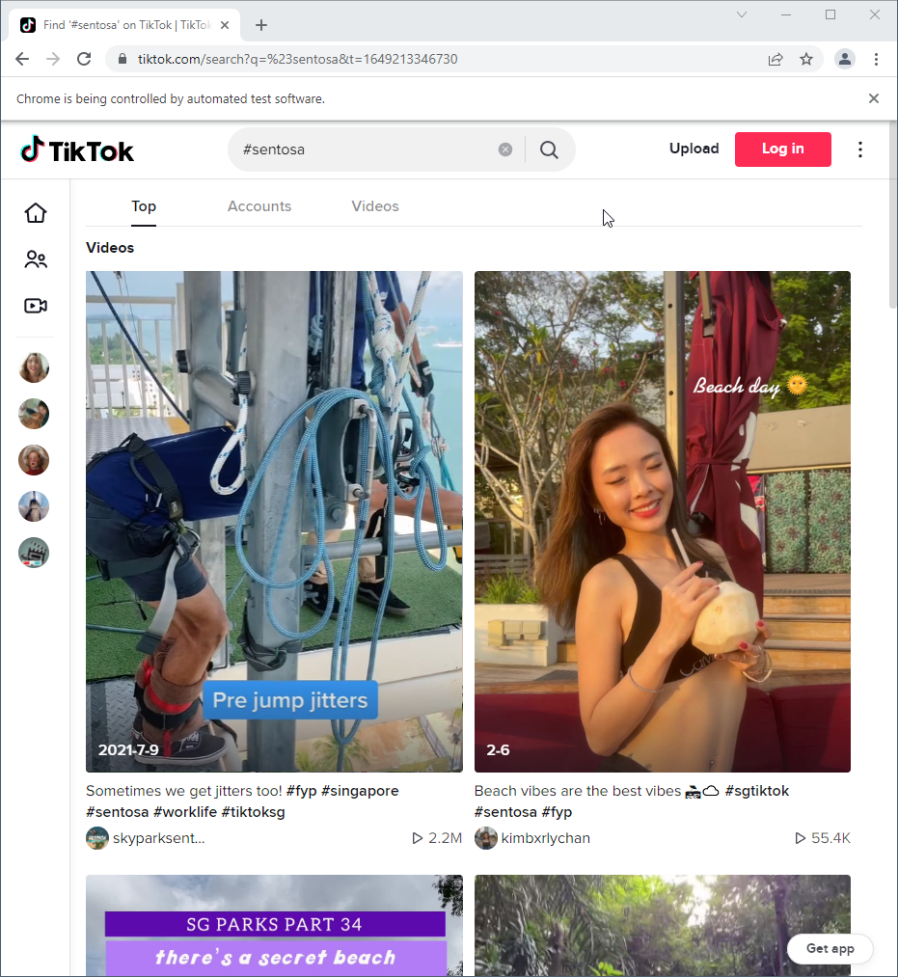 Find '#sentosa' on TikTok | TikTok
tiktok.com/search?q=%23sentosa&t=1649213346730
Chrome is being controlled by automated test software.
TikTok
#sentosa
Upload
Log in
Top
Accounts
Videos
Videos
Pre jump jitters
2021-7-9
Beach day
2-6
Sometimes we get jitters too! #fyp #singapore
#sentosa #worklife #tiktoksg
skyparksent...
2.2M
Beach vibes are the best vibes 🏖☁ #sgtiktok
#sentosa #fyp
kimbxrlychan
55.4K
SG PARKS PART 34
there's a secret beach
Get app